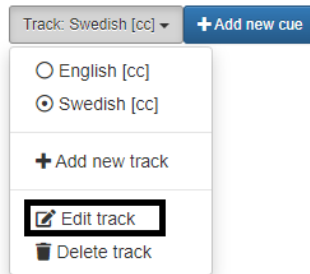 Track: Swedish [cc] Add new cue
English [cc]
Swedish [cc]
Add new track
Edit track
Delete track